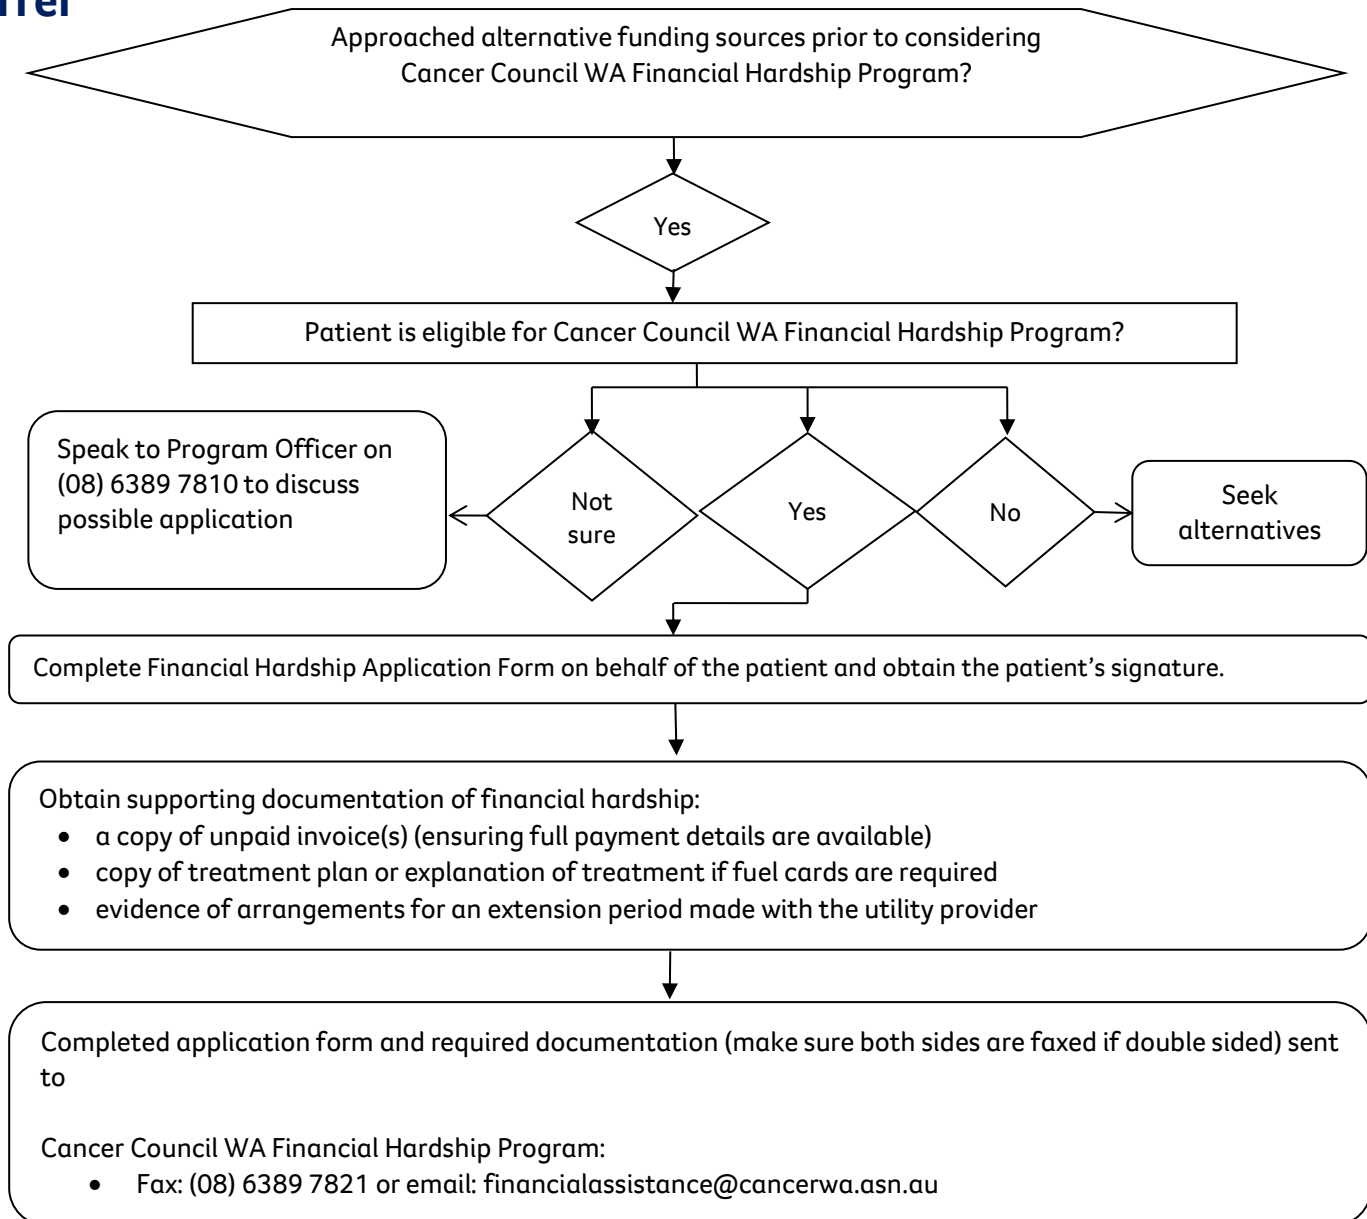 Approached alternative funding sources prior to considering
Cancer Council WA Financial Hardship Program?
Yes
Patient is eligible for Cancer Council WA Financial Hardship Program?
Speak to Program Officer on
(08) 6389 7810 to discuss
possible application
Not
sure
Yes
No
Seek
alternatives
Complete Financial Hardship Application Form on behalf of the patient and obtain the patient’s signature.
Obtain supporting documentation of financial hardship:
• a copy of unpaid invoice(s) (ensuring full payment details are available)
• copy of treatment plan or explanation of treatment if fuel cards are required
• evidence of arrangements for an extension period made with the utility provider
Completed application form and required documentation (make sure both sides are faxed if double sided) sent
to
Cancer Council WA Financial Hardship Program:
• Fax: (08) 6389 7821 or email: financialassistance@cancerwa.asn.au